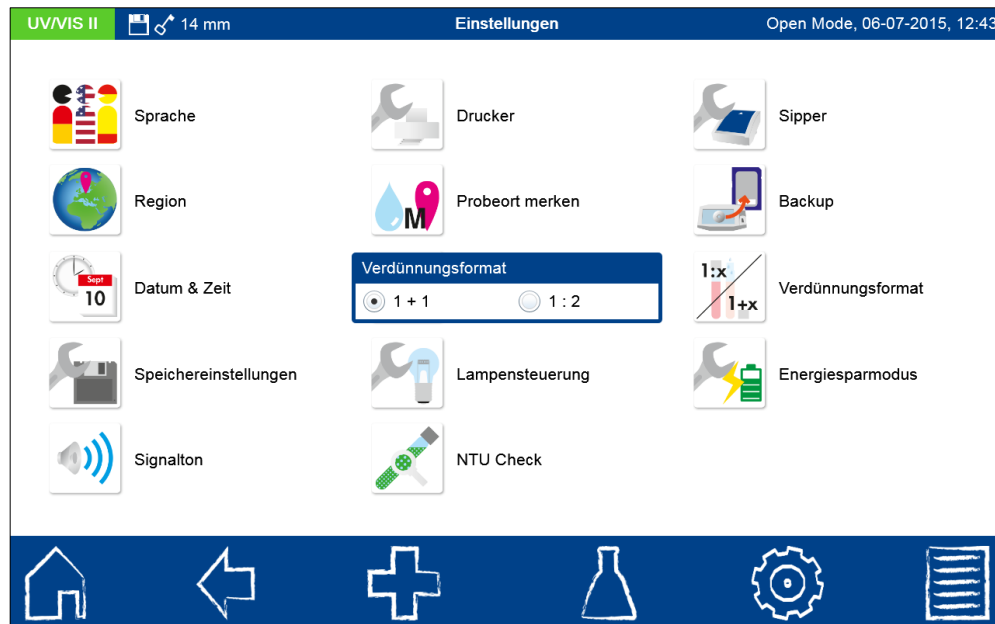 UV/VIS II 14 mm Einstellungen Open Mode, 06-07-2015, 12:43
Sprache Drucker Sipper
Region M Probeort merken Backup
Sept
10 Datum & Zeit
Verdünnungsformat
1 + 1 1 : 2
1:x
1+x Verdünnungsformat
Speichereinstellungen Lampensteuerung Energiesparmodus
Signalton NTU Check